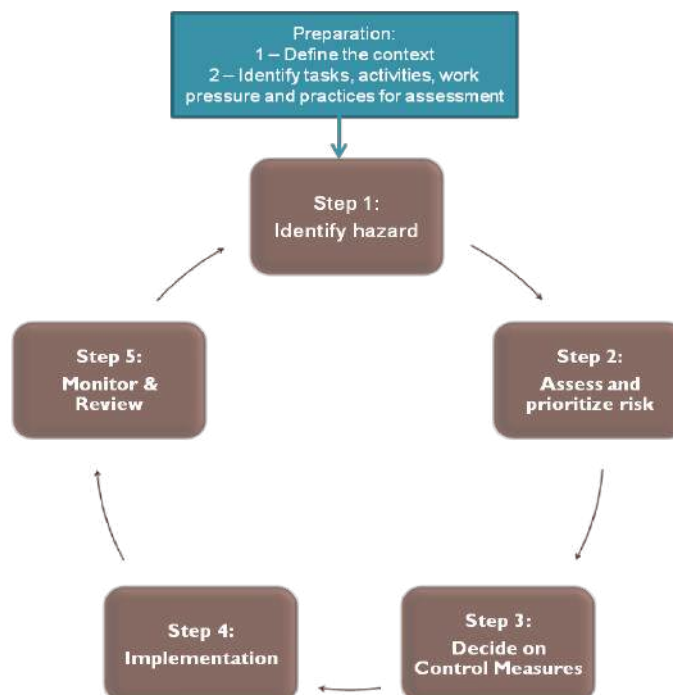 Preparation:
1 – Define the context
2 – Identify tasks, activities, work
pressure and practices for assessment
Step 1:
Identify hazard
Step 2:
Assess and
prioritize risk
Step 3:
Decide on
Control Measures
Step 4:
Implementation
Step 5:
Monitor &
Review